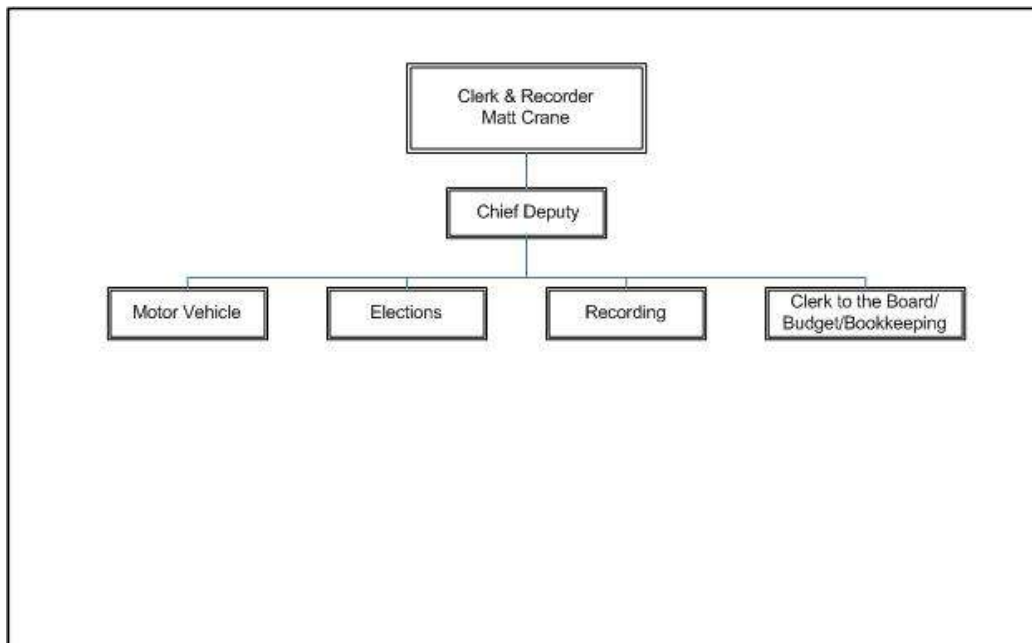 Clerk & Recorder
Matt Crane
Chief Deputy
Motor Vehicle
Elections
Recording
Clerk to the Board/
Budget/Bookkeeping